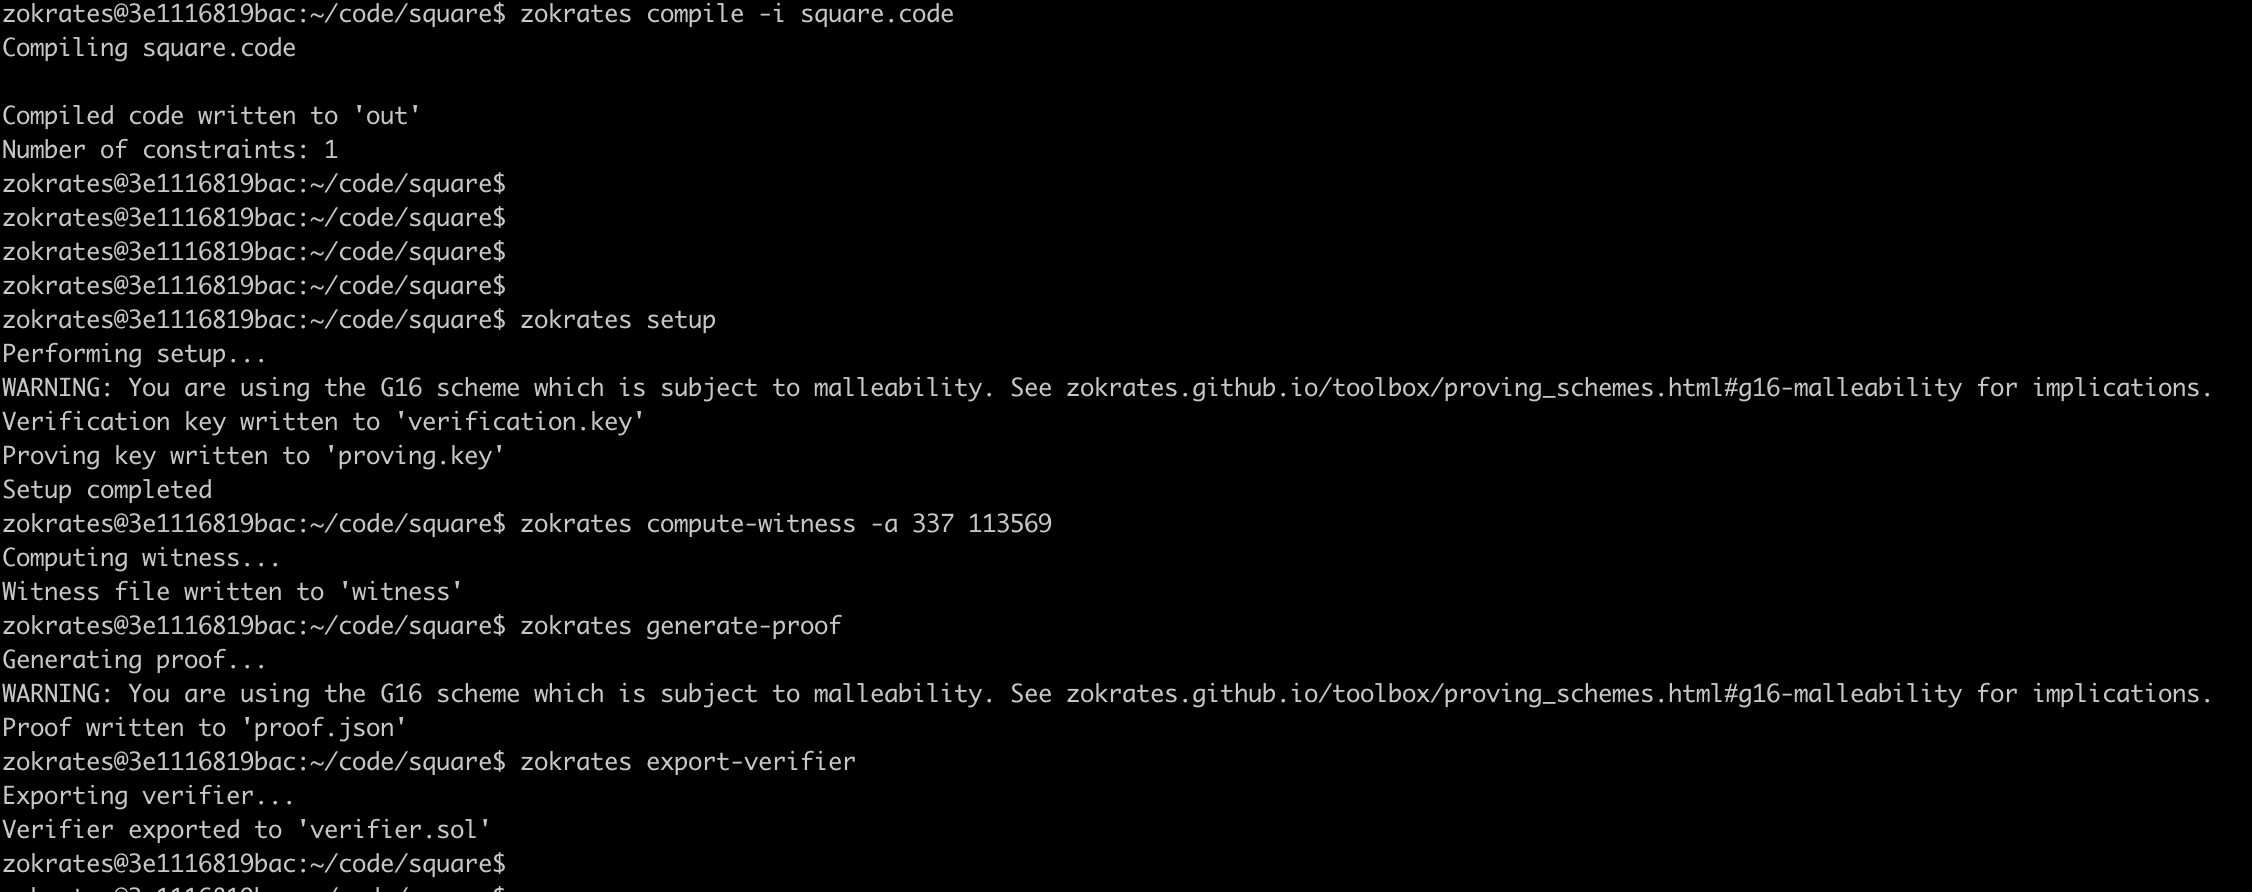 zokrates@3e1116819bac:~/code/square$ zokrates compile -i square.code
Compiling square.code
Compiled code written to 'out'
Number of constraints: 1
zokrates@3e1116819bac:~/code/square$
zokrates@3e1116819bac:~/code/square$
zokrates@3e1116819bac:~/code/square$
zokrates@3e1116819bac:~/code/square$
zokrates@3e1116819bac:~/code/square$ zokrates setup
Performing setup...
WARNING: You are using the G16 scheme which is subject to malleability. See zokrates.github.io/toolbox/proving_schemes.html#g16-malleability for implications.
Verification key written to 'verification.key'
Proving key written to 'proving.key'
Setup completed
zokrates@3e1116819bac:~/code/square$ zokrates compute-witness -a 337 113569
Computing witness...
Witness file written to 'witness'
zokrates@3e1116819bac:~/code/square$ zokrates generate-proof
Generating proof...
WARNING: You are using the G16 scheme which is subject to malleability. See zokrates.github.io/toolbox/proving_schemes.html#g16-malleability for implications.
Proof written to 'proof.json'
zokrates@3e1116819bac:~/code/square$ zokrates export-verifier
Exporting verifier...
Verifier exported to 'verifier.sol'
zokrates@3e1116819bac:~/code/square$